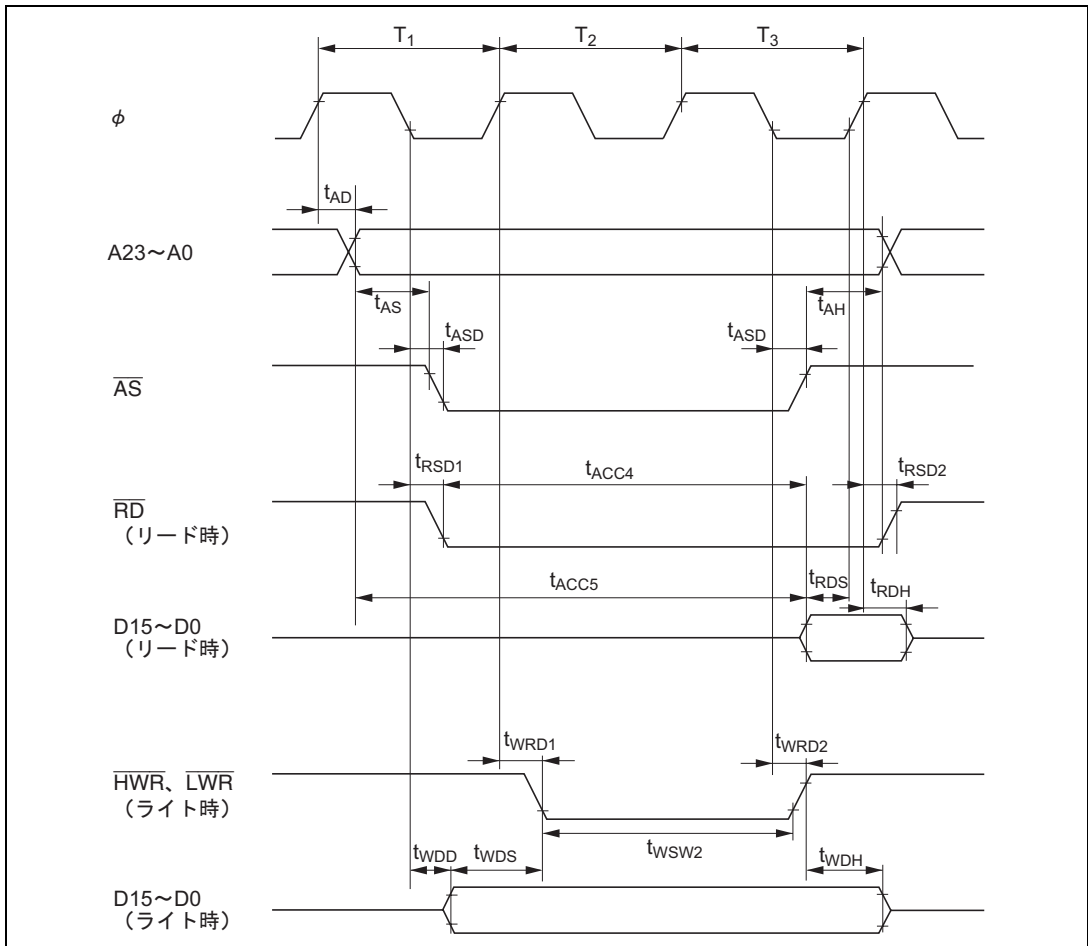 T1 T2 T3
φ
tAD
A23～A0
tAS tAH
tASD tASD
AS
tRSD1 tACC4 tRSD2
RD
（リード時）
tACC5 tRDS tRDH
D15～D0
（リード時）
tWRD1 tWRD2
HWR、LWR
（ライト時）
tWSW2
tWDD tWDS tWDH
D15～D0
（ライト時）